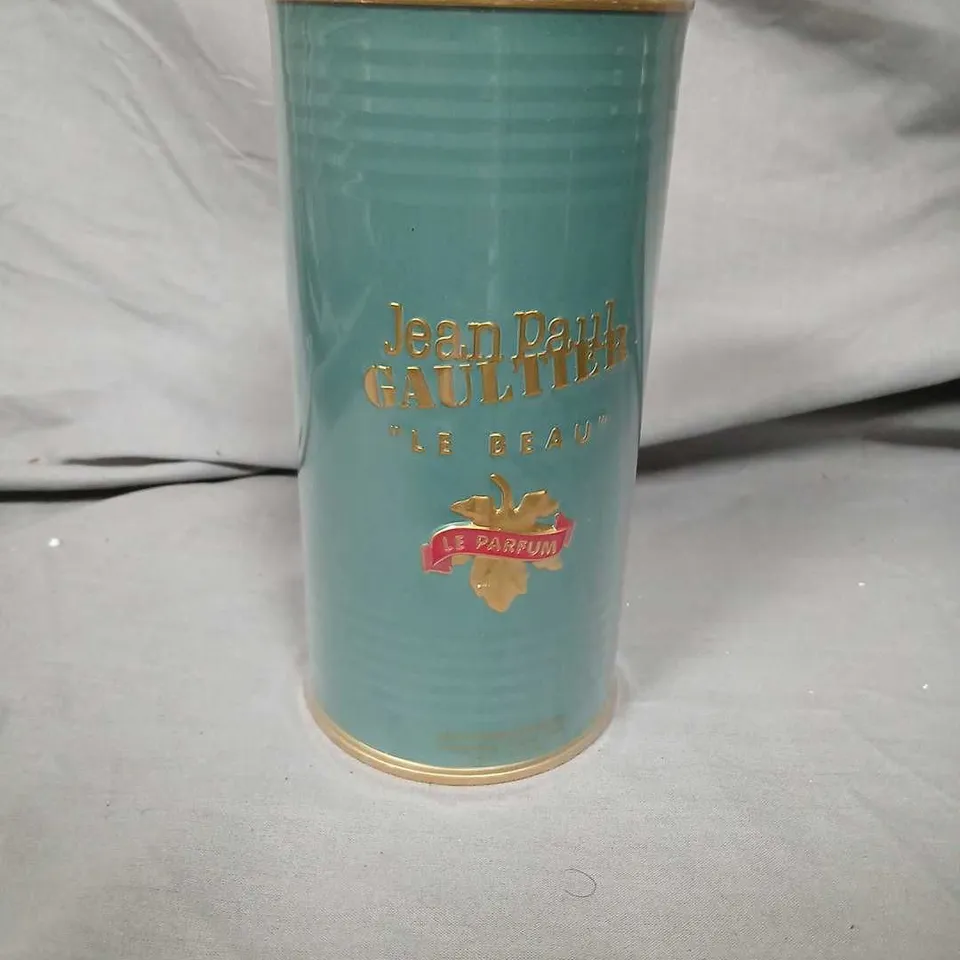 Jean Paul
GAULTIER
"LE BEAU"
LE PARFUM